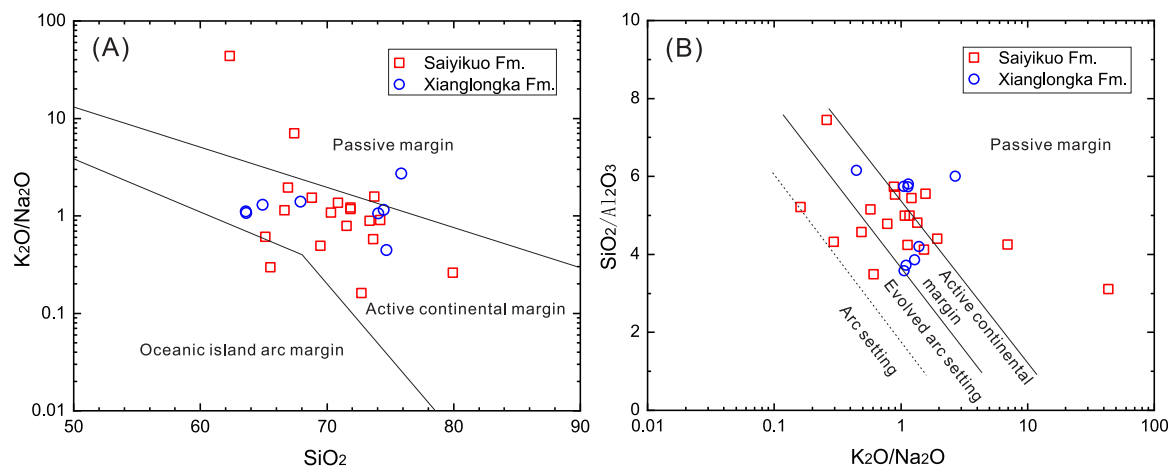 (A)
Saiyikuo Fm.
Xianglongka Fm.
Passive margin
Active continental margin
Oceanic island arc margin
100
10
1
0.1
0.01
K2O/Na2O
50
60
70
80
90
SiO2
(B)
Saiyikuo Fm.
Xianglongka Fm.
Passive margin
Active continental
margin
Evolved arc setting
Arc setting
10
8
6
4
2
0
SiO2/Al2O3
0.01
0.1
1
10
100
K2O/Na2O